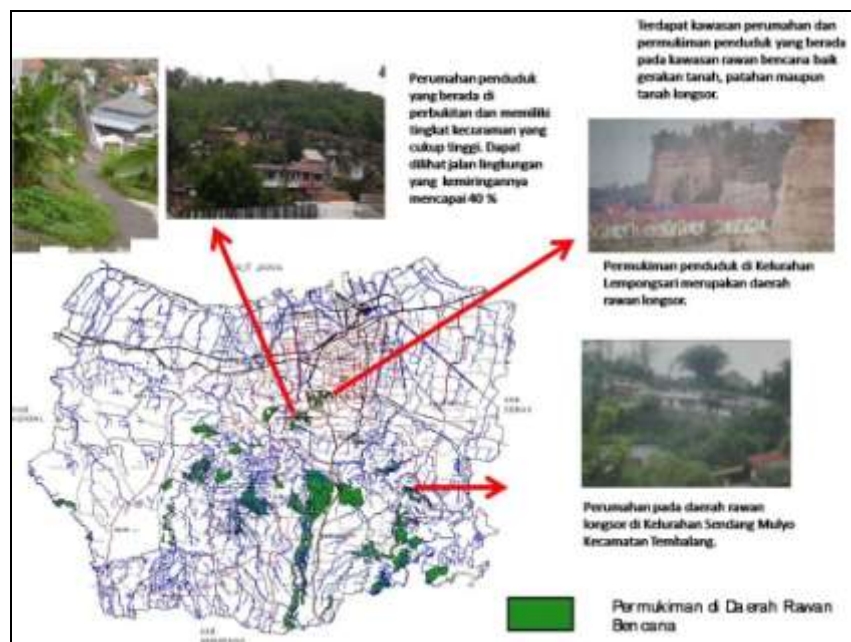 Terdapat kawasan perumahan dan
permukiman penduduk yang berada
pada kawasan rawan bencana baik
gerakan tanah, patahan maupun
tanah longsor.
Perumahan penduduk
yang berada di
perbukitan dan memiliki
tingkat kecuraman yang
cukup tinggi. Dapat
dilihat jalan lingkungan
yang kemiringannya
mencapai 40 %
Permukiman penduduk di Kelurahan
Lempongsari merupakan daerah
rawan longsor.
Perumahan pada daerah rawan
longsor di Kelurahan Sendang Mulyo
Kecamatan Tembalang.
Permukiman di Daerah Rawan
Bencana